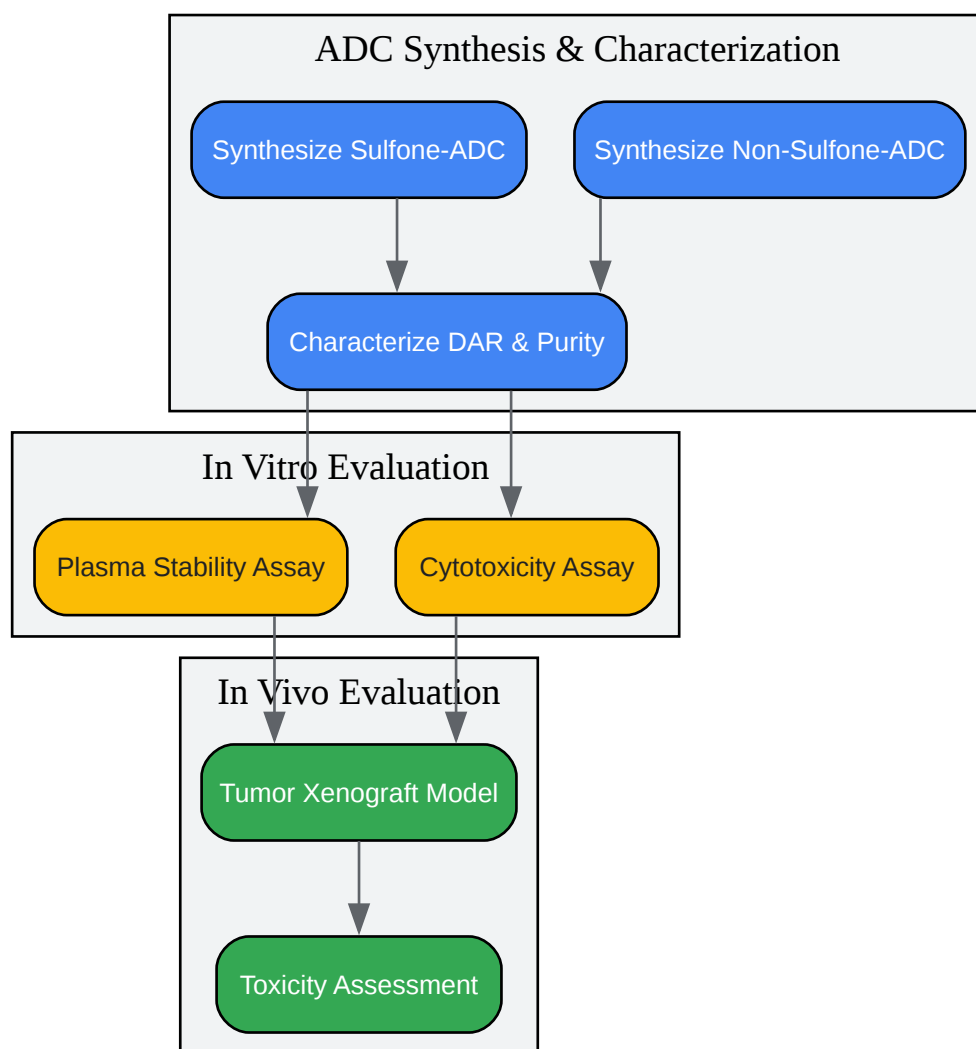 ADC Synthesis & Characterization
Synthesize Sulfone-ADC
Synthesize Non-Sulfone-ADC
Characterize DAR & Purity
In Vitro Evaluation
Plasma Stability Assay
Cytotoxicity Assay
In Vivo Evaluation
Tumor Xenograft Model
Toxicity Assessment